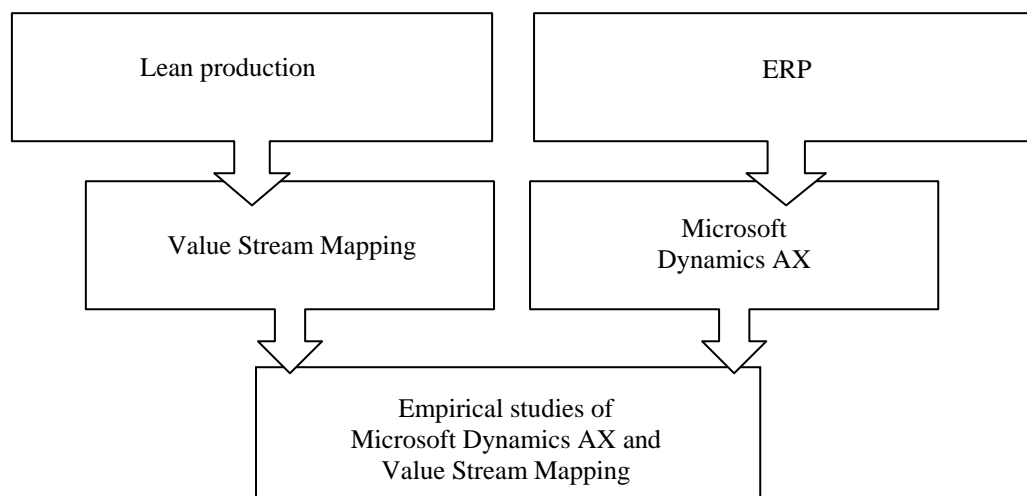 Lean production
ERP
Value Stream Mapping
Microsoft
Dynamics AX
Empirical studies of
Microsoft Dynamics AX and
Value Stream Mapping